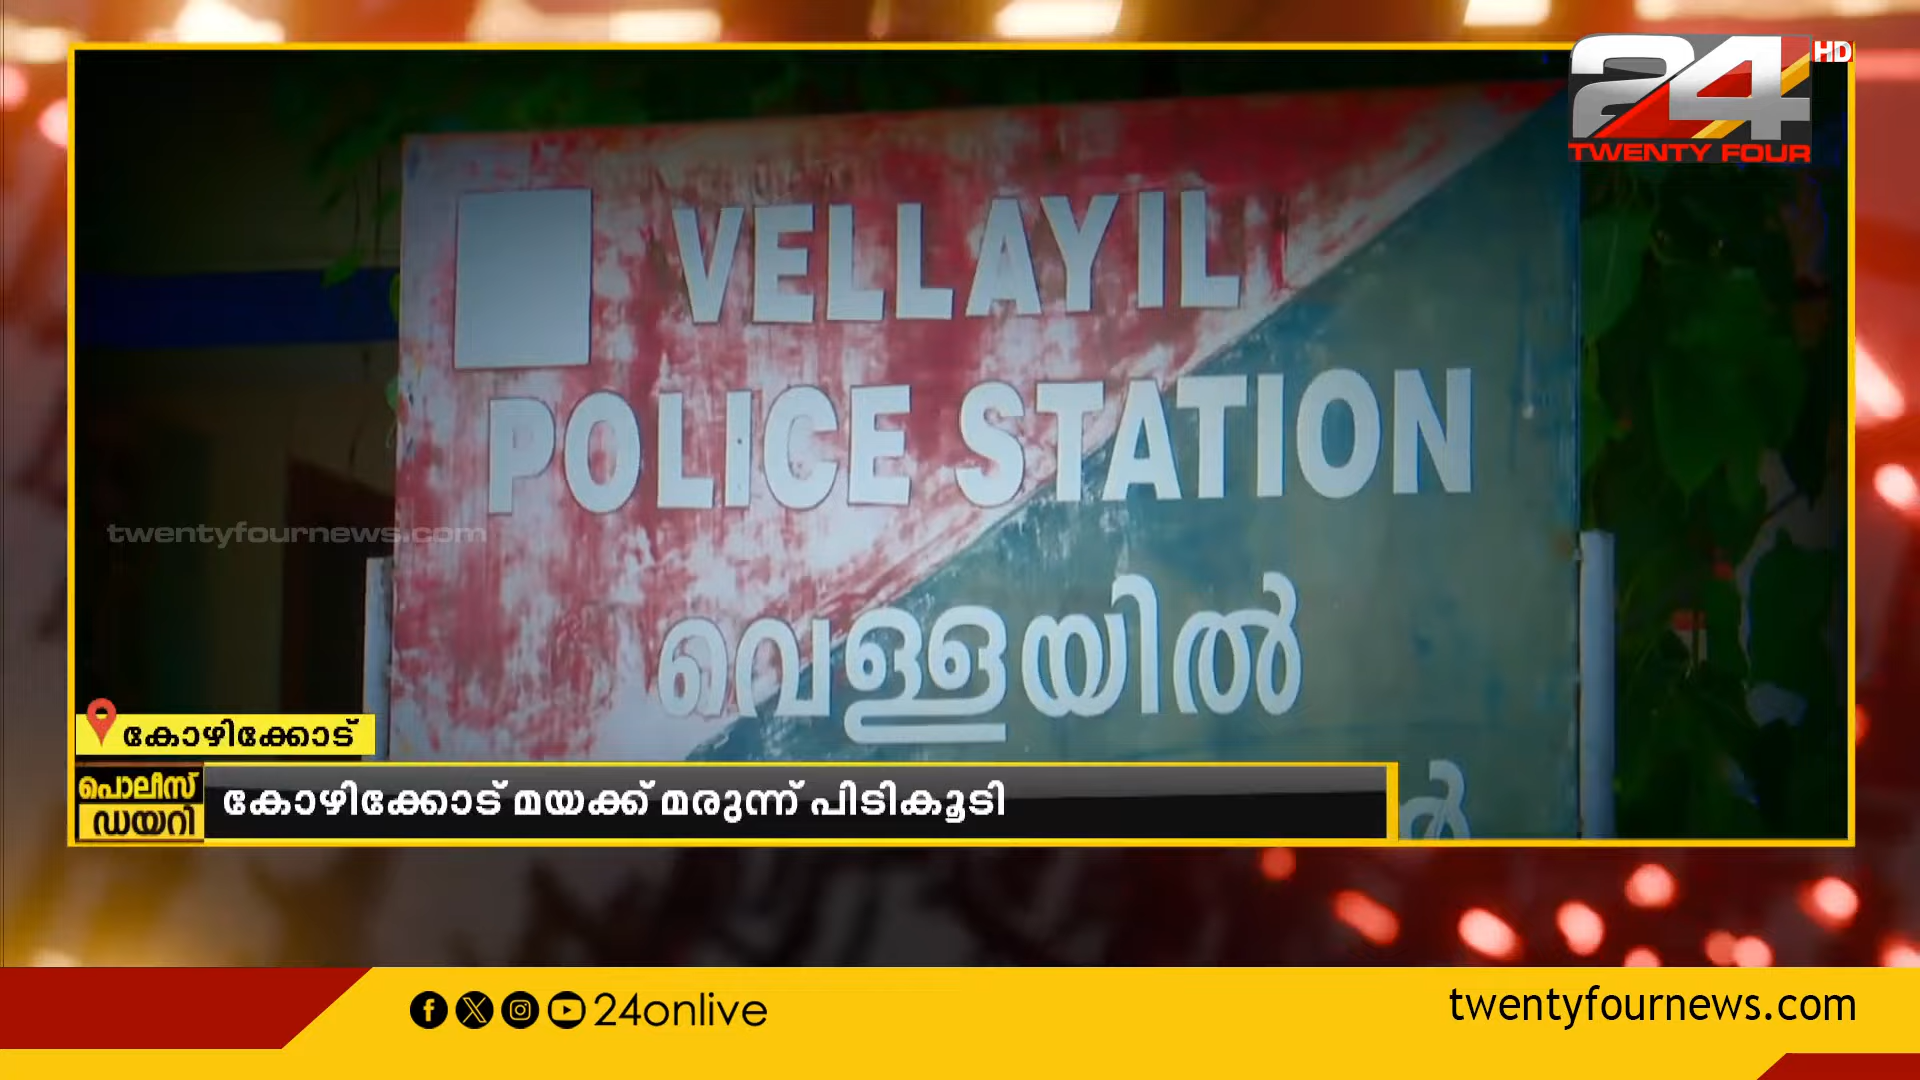 24 HD
TWENTY FOUR
VELLAYIL
POLICE STATION
twentyfournews.com
വെള്ളയിൽ
കോഴിക്കോട്
പൊലീസ്
ഡയറി
കോഴിക്കോട് മയക്ക് മരുന്ന് പിടികൂടി
24onlive
twentyfournews.com